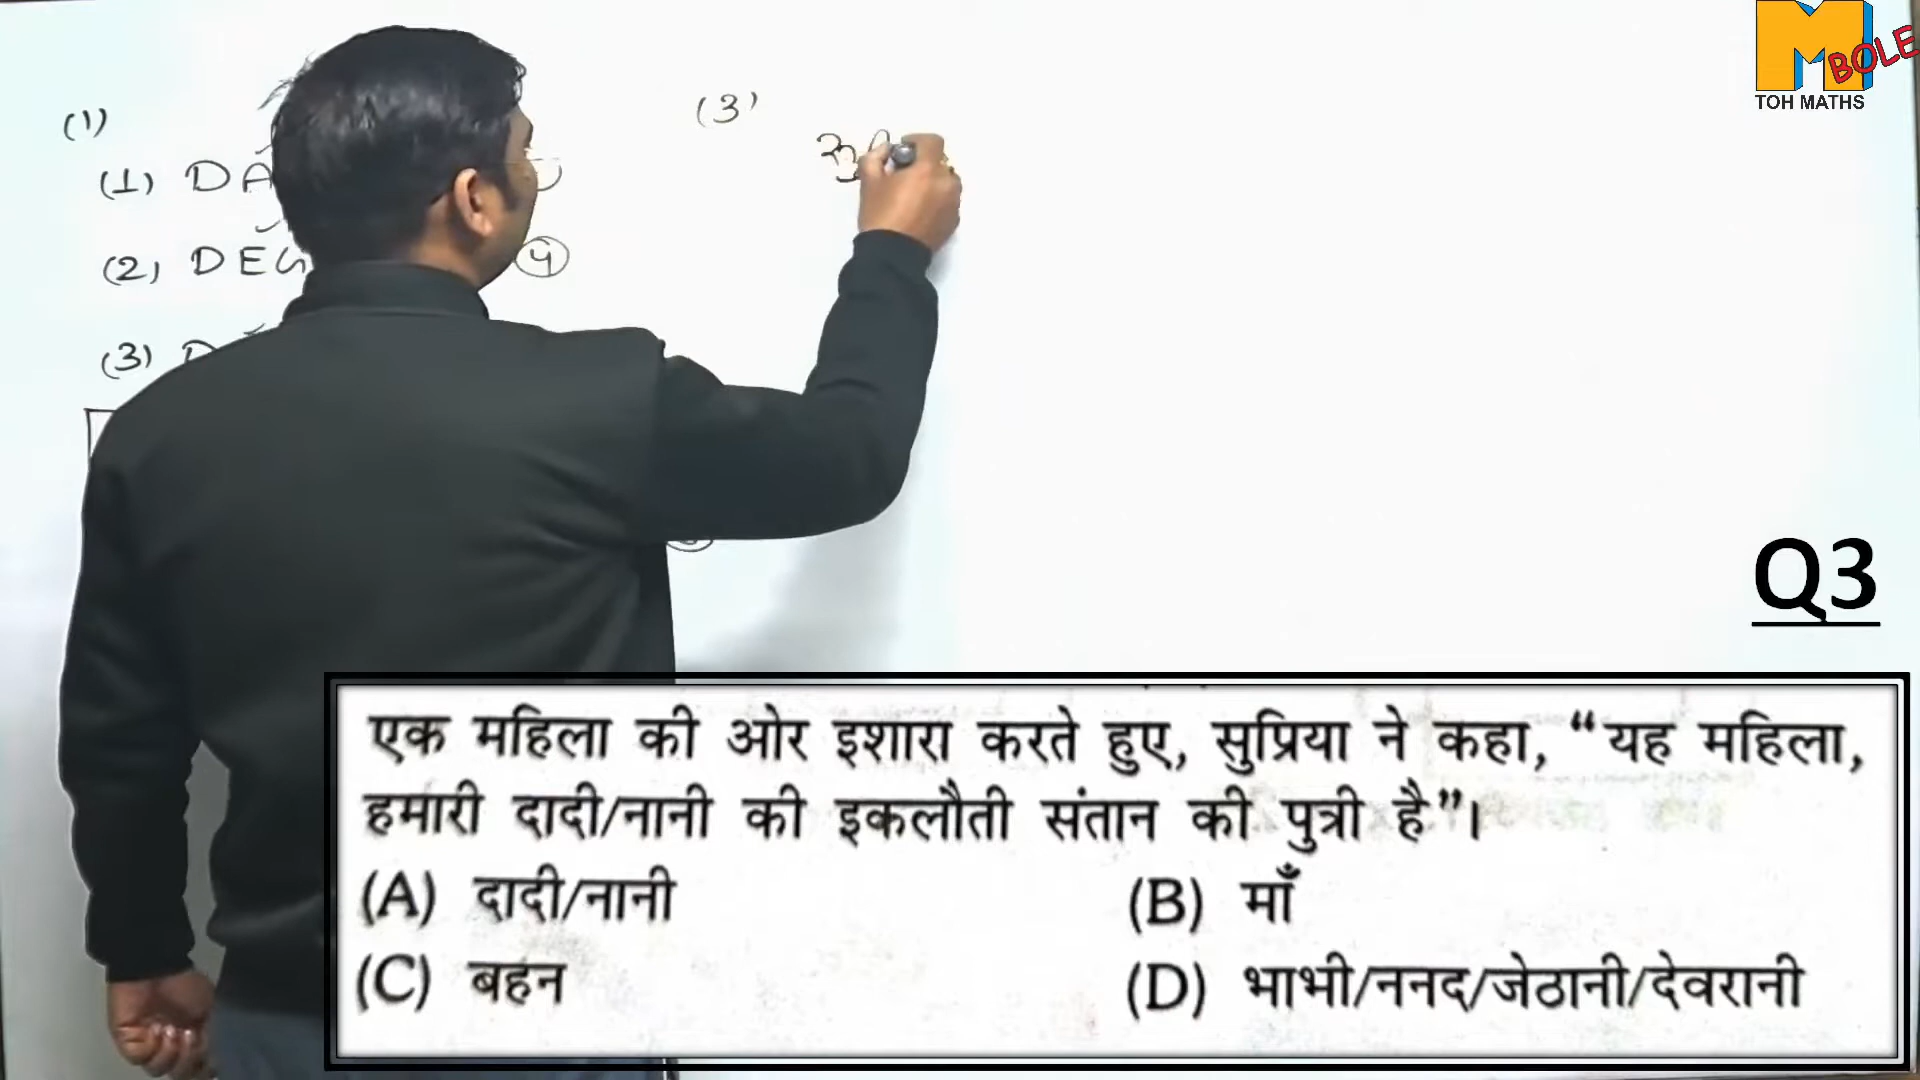 M BOLE
TOH MATHS
(1)
(3)
(1) DA
(2) DEG 4
(3) D
Q3
एक महिला की ओर इशारा करते हुए, सुप्रिया ने कहा, “यह महिला,
हमारी दादी/नानी की इकलौती संतान की पुत्री है”।
(A) दादी/नानी (B) माँ
(C) बहन (D) भाभी/ननद/जेठानी/देवरानी